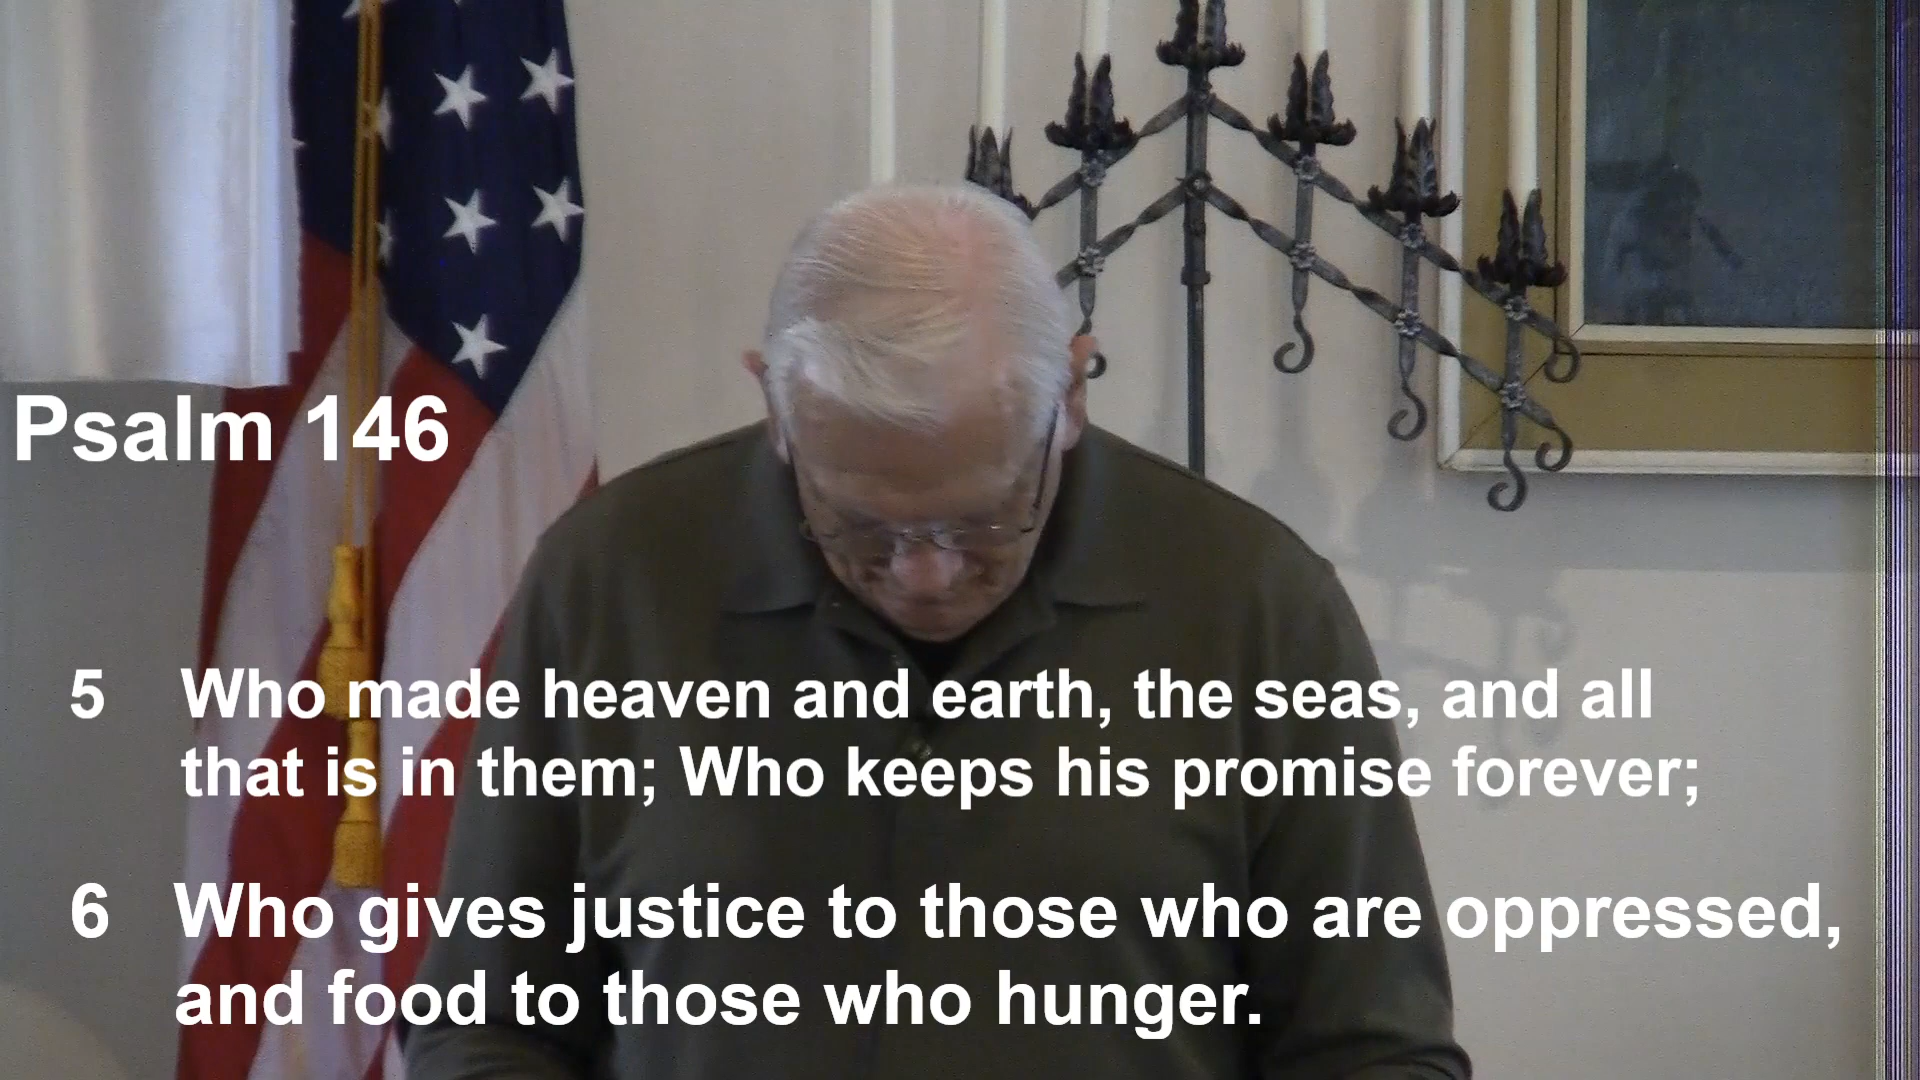 Psalm 146
5 Who made heaven and earth, the seas, and all
that is in them; Who keeps his promise forever;
6 Who gives justice to those who are oppressed,
and food to those who hunger.